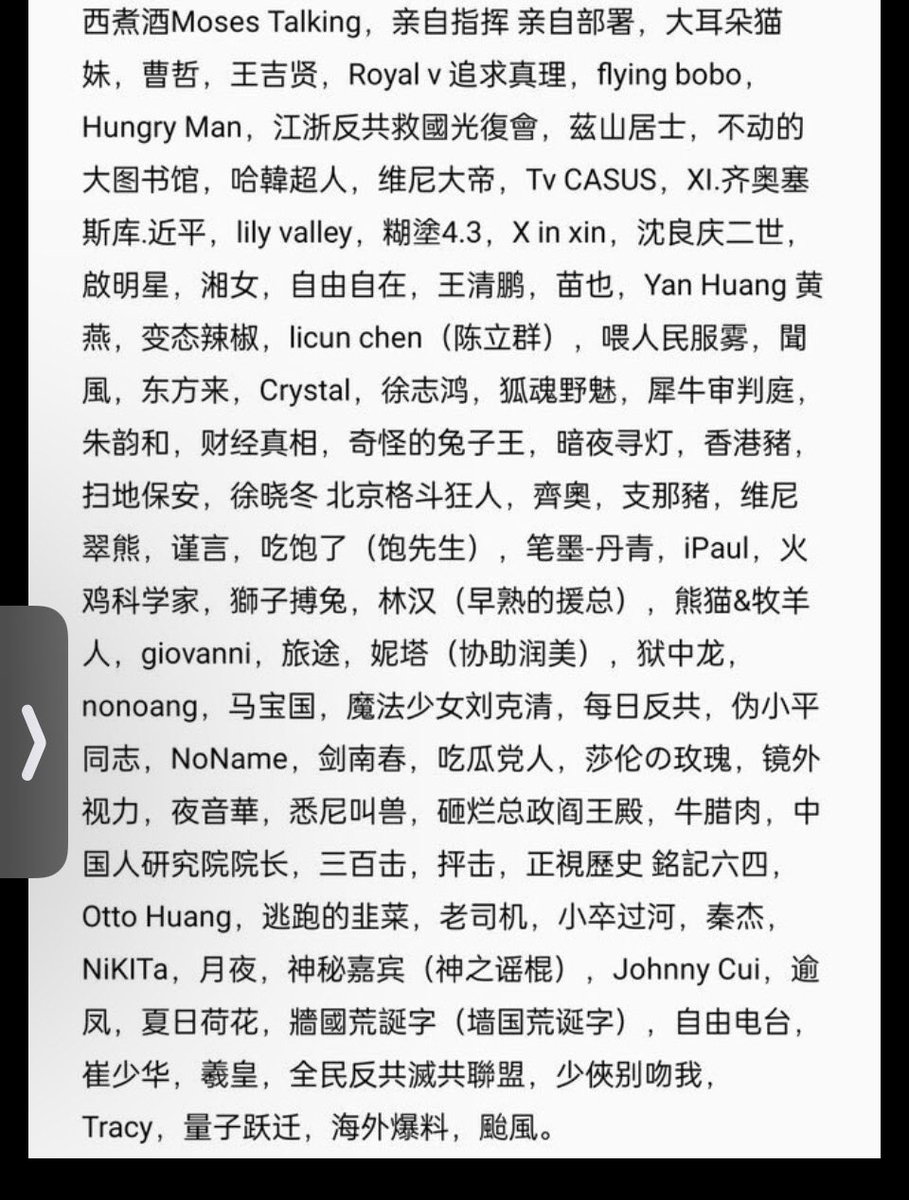 西煮酒Moses Talking，亲自指挥 亲自部署，大耳朵猫
妹，曹哲，王吉贤，Royal v 追求真理，flying bobo，
Hungry Man，江浙反共救國光復會，茲山居士，不动的
大图书馆，哈韓超人，维尼大帝，Tv CASUS，XI.齐奥塞
斯库.近平，lily valley，糊塗4.3，X in xin，沈良庆二世，
啟明星，湘女，自由自在，王清鹏，苗也，Yan Huang 黄
燕，变态辣椒，licun chen（陈立群），喂人民服雾，聞
風，东方来，Crystal，徐志鸿，狐魂野魅，犀牛审判庭，
朱韵和，财经真相，奇怪的兔子王，暗夜寻灯，香港豬，
扫地保安，徐晓冬 北京格斗狂人，齊奧，支那豬，维尼
翠熊，谨言，吃饱了（饱先生），笔墨-丹青，iPaul，火
鸡科学家，獅子搏兔，林汉（早熟的援总），熊猫&牧羊
人，giovanni，旅途，妮塔（协助润美），狱中龙，
nonoang，马宝国，魔法少女刘克清，每日反共，伪小平
同志，NoName，剑南春，吃瓜党人，莎伦の玫瑰，镜外
视力，夜音華，悉尼叫兽，砸烂总政阎王殿，牛腊肉，中
国人研究院院长，三百击，抨击，正視歷史 銘記六四，
Otto Huang，逃跑的韭菜，老司机，小卒过河，秦杰，
NiKITa，月夜，神秘嘉宾（神之谣棍），Johnny Cui，逾
凤，夏日荷花，牆國荒誕字（墙国荒诞字），自由电台，
崔少华，羲皇，全民反共滅共聯盟，少俠别吻我，
Tracy，量子跃迁，海外爆料，颱風。